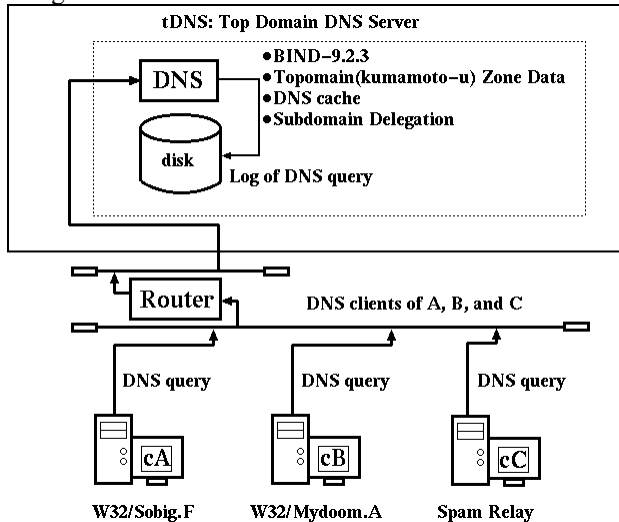 tDNS: Top Domain DNS Server
DNS
●BIND-9.2.3
●Topomain(kumamoto-u) Zone Data
●DNS cache
●Subdomain Delegation
disk
Log of DNS query
Router
DNS clients of A, B, and C
DNS query
DNS query
DNS query
cA
cB
cC
W32/Sobig.F
W32/Mydoom.A
Spam Relay